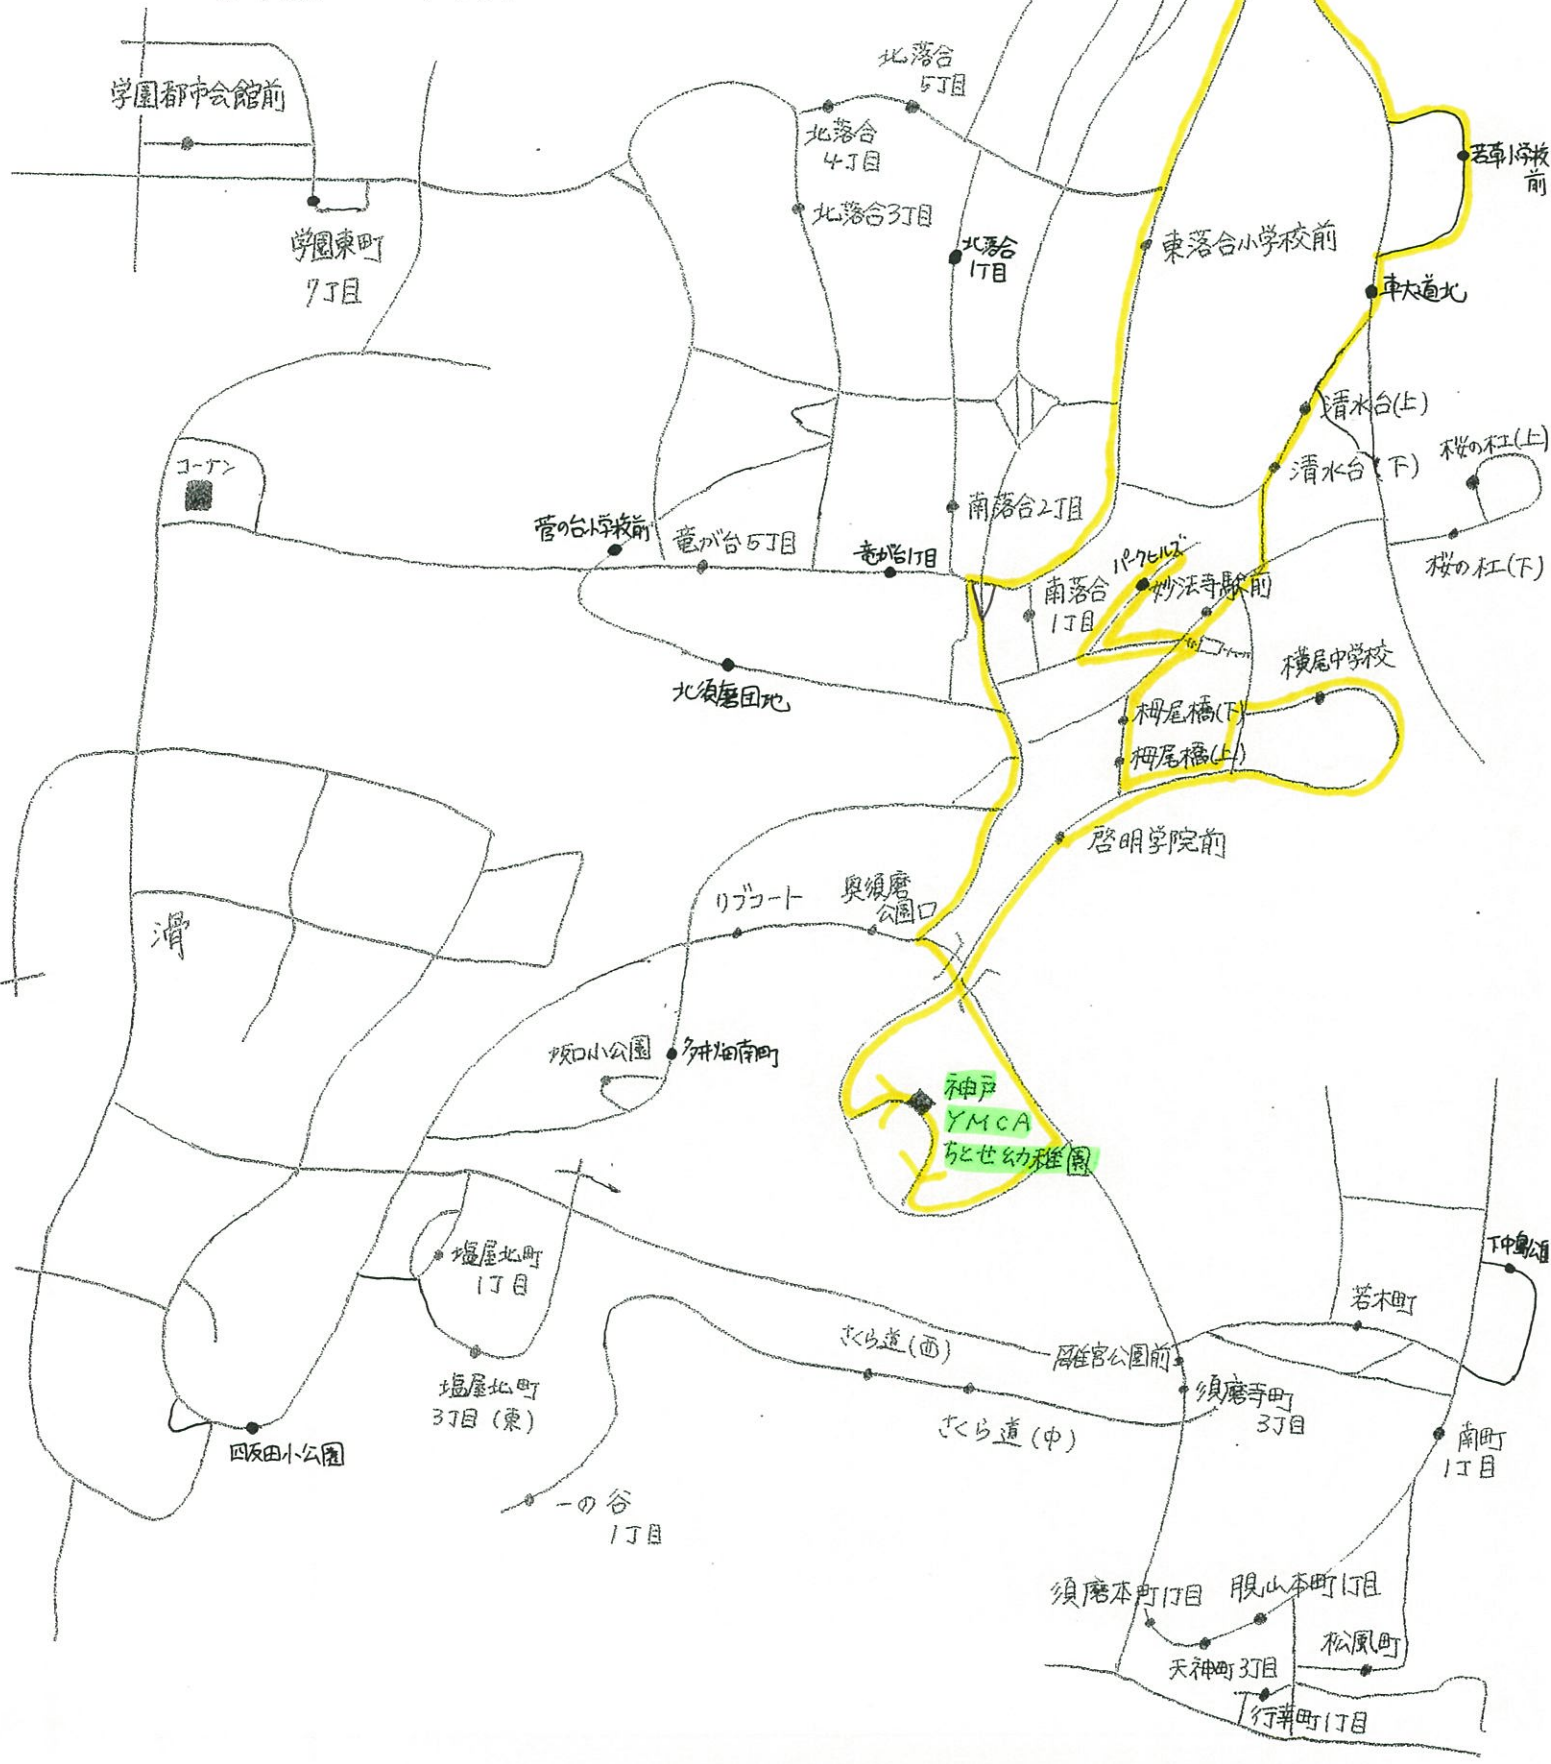 北落合
5丁目
学園都市会館前
北落合
4丁目
若草小学校
前
北落合3丁目
学園東町
7丁目
北落合
1丁目
東落合小学校前
車大道北
清水台(上)
桜の杜(上)
コーナン
清水台(下)
南落合2丁目
菅の台小学校前
竜が台5丁目
竜が台1丁目
パークヒルズ
妙法寺駅前
桜の杜(下)
南落合
1丁目
横尾中学校
北須磨団地
栂尾橋(下)
栂尾橋(上)
啓明学院前
リブコート
奥須磨
公園口
滑
坂口小公園
多井畑南町
神戸
YMCA
ちとせ幼稚園
塩屋北町
1丁目
下中島公園
若木町
さくら道(西)
離宮公園前
塩屋北町
3丁目(東)
須磨寺町
3丁目
さくら道(中)
四反田小公園
南町
1丁目
一の谷
1丁目
須磨本町1丁目
月見山本町1丁目
松風町
天神町3丁目
行幸町1丁目